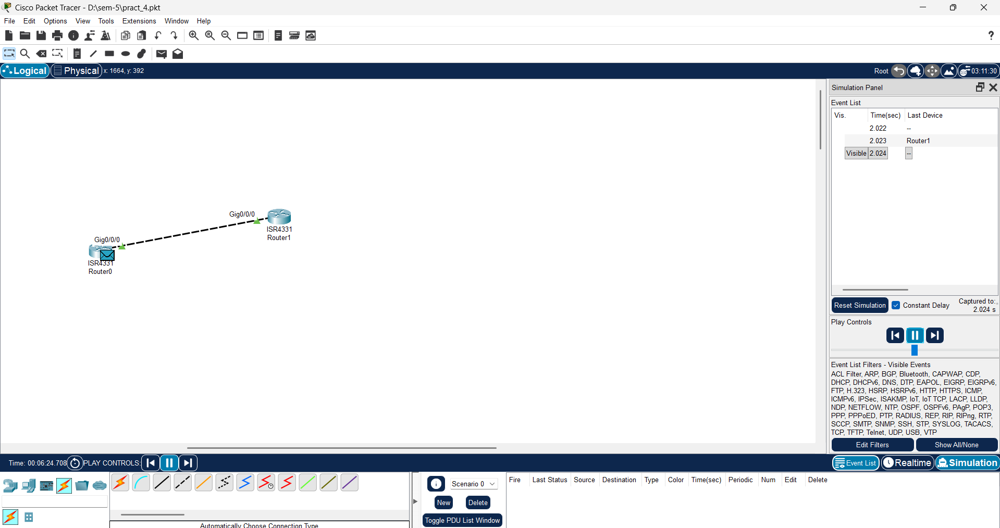 Cisco Packet Tracer - D:\sem-5\pract_4.pkt
File Edit Options View Tools Extensions Window Help
?
Logical Physical x: 1664, y: 392 Root 03:11:30
Simulation Panel
Event List
Vis. Time(sec) Last Device
2.022 --
2.023 Router1
Visible 2.024 --
Gig0/0/0
ISR4331
Router1
Gig0/0/0
ISR4331
Router0
Reset Simulation Constant Delay Captured to:
2.024 s
Play Controls
Event List Filters - Visible Events
ACL Filter, ARP, BGP, Bluetooth, CAPWAP, CDP,
DHCP, DHCPv6, DNS, DTP, EAPOL, EIGRP, EIGRPv6,
FTP, H.323, HSRP, HSRPv6, HTTP, HTTPS, ICMP,
ICMPv6, IPSec, ISAKMP, IoT, IoT TCP, LACP, LLDP,
NDP, NETFLOW, NTP, OSPF, OSPFv6, PAgP, POP3,
PPP, PPPoED, PTP, RADIUS, REP, RIP, RIPng, RTP,
SCCP, SMTP, SNMP, SSH, STP, SYSLOG, TACACS,
TCP, TFTP, Telnet, UDP, USB, VTP
Edit Filters Show All/None
Time: 00:06:24.708 PLAY CONTROLS: Event List Realtime Simulation
Scenario 0
New Delete
Toggle PDU List Window
Fire Last Status Source Destination Type Color Time(sec) Periodic Num Edit Delete
Automatically Choose Connection Type